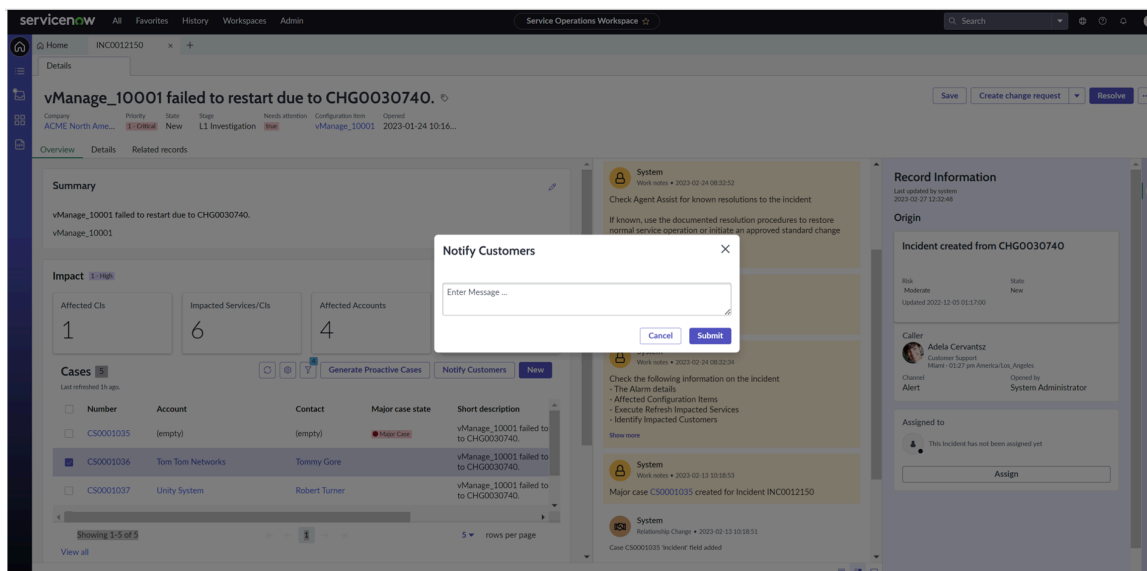 servicenow All Favorites History Workspaces Admin Service Operations Workspace ☆ Search
Home INC0012150 × +
Details
vManage_10001 failed to restart due to CHG0030740. Save Create change request Resolve
Company Priority State Stage Needs attention Configuration item Opened
ACME North Ame... 1 - Critical New L1 Investigation true vManage_10001 2023-01-24 10:16...
Overview Details Related records
Summary
vManage_10001 failed to restart due to CHG0030740.
vManage_10001
Impact 1 - High
Affected CIs Impacted Services/CIs Affected Accounts
1 6 4
Cases 5 4 Generate Proactive Cases Notify Customers New
Last refreshed 1h ago.
Number Account Contact Major case state Short description
CS0001035 (empty) (empty) Major Case vManage_10001 failed to
to CHG0030740.
CS0001036 Tom Tom Networks Tommy Gore vManage_10001 failed to
to CHG0030740.
CS0001037 Unity System Robert Turner vManage_10001 failed to
to CHG0030740.
Showing 1-5 of 5 1 5 rows per page
View all
Notify Customers
Enter Message ...
Cancel Submit
System
Work notes • 2023-02-24 08:32:52
Check Agent Assist for known resolutions to the incident
If known, use the documented resolution procedures to restore
normal service operation or initiate an approved standard change
System
Work notes • 2023-02-24 08:32:34
Check the following information on the incident
- The Alarm details
- Affected Configuration Items
- Execute Refresh Impacted Services
- Identify Impacted Customers
Show more
System
Work notes • 2023-02-13 10:18:53
Major case CS0001035 created for Incident INC0012150
System
Relationship Change • 2023-02-13 10:18:51
Case CS0001035 'Incident' field added
Record Information
Last updated by system
2023-02-27 12:32:48
Origin
Incident created from CHG0030740
Risk State
Moderate New
Updated 2022-12-05 01:17:00
Caller
Adela Cervantsz
Customer Support
Miami • 01:27 pm America/Los_Angeles
Channel Opened by
Alert System Administrator
Assigned to
This incident has not been assigned yet
Assign